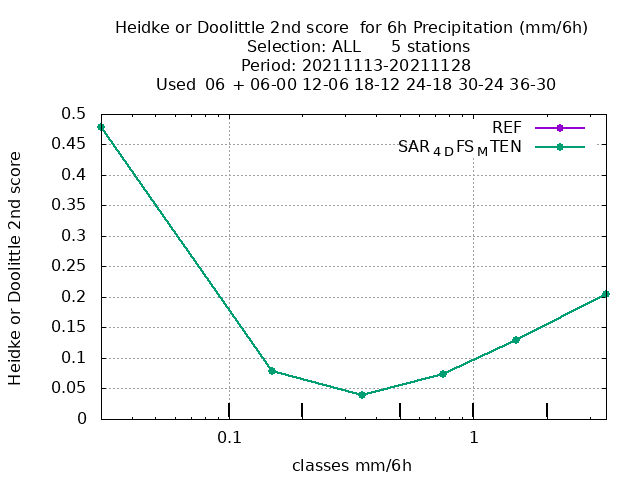 Heidke or Doolittle 2nd score  for 6h Precipitation (mm/6h)
Selection: ALL      5 stations
Period: 20211113-20211128
Used  06 + 06-00 12-06 18-12 24-18 30-24 36-30
REF
SAR4DFSMTEN
0.5
0.45
0.4
0.35
0.3
0.25
0.2
0.15
0.1
0.05
0
Heidke or Doolittle 2nd score
0.1
1
classes mm/6h